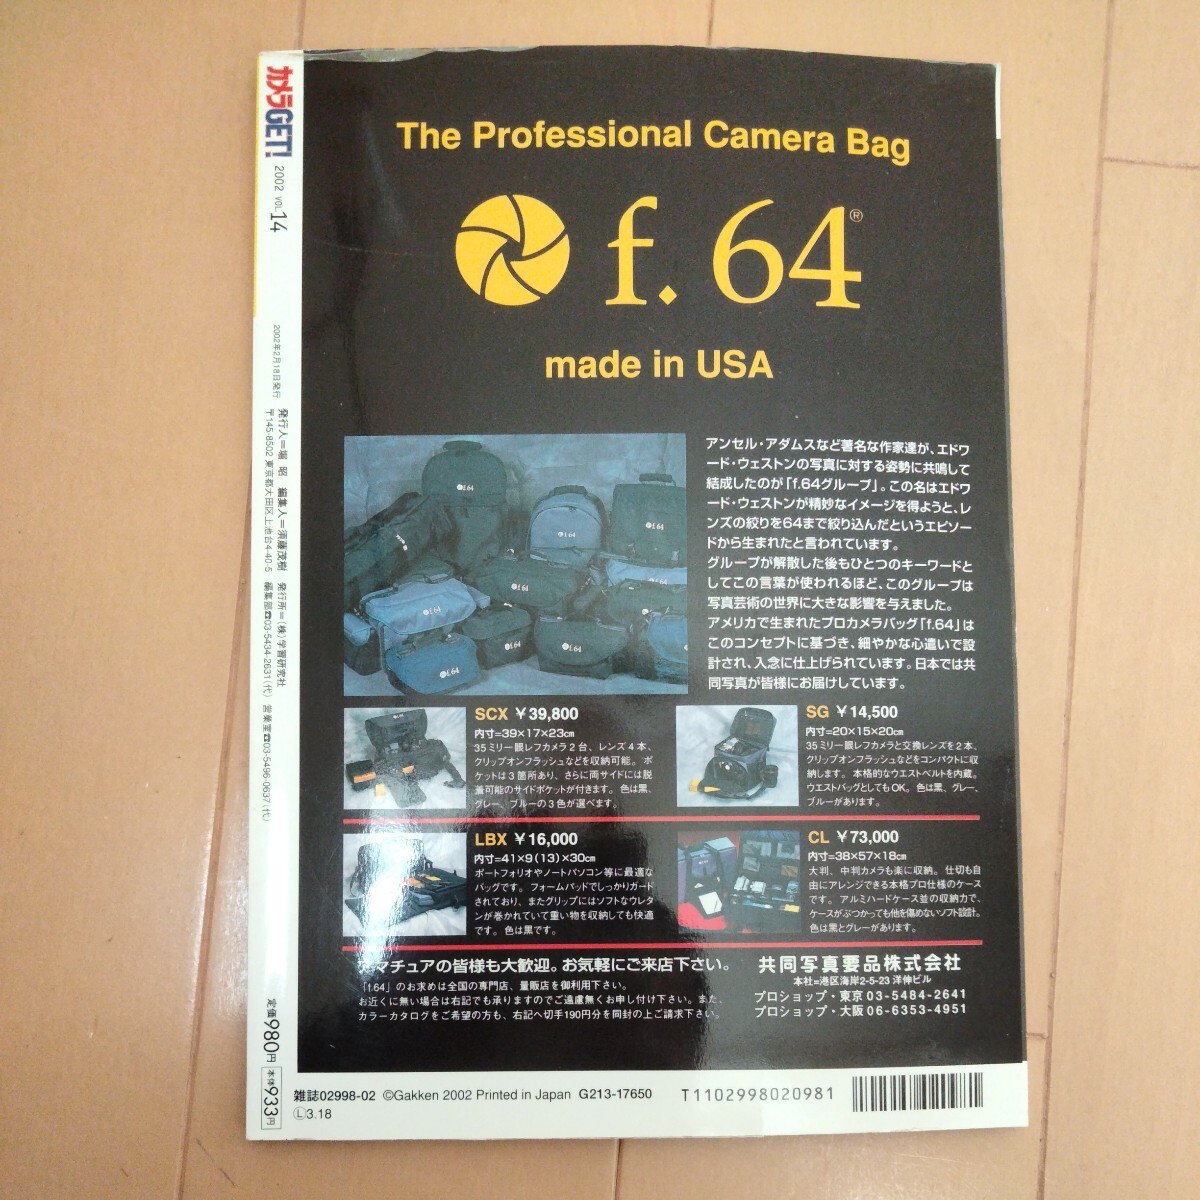 カメラGET!
2002 VOL.14
2002年2月18日発行
発行人=堀 昭 編集人=須藤茂樹 発行所=(株)学習研究社
〒145-8502 東京都大田区上池台4-40-5 編集部☎03-5434-2631(代) 営業室☎03-5496-0637(代)
定価980円 本体933円
The Professional Camera Bag
f.64®
made in USA
アンセル・アダムスなど著名な作家達が、エドワ
ード・ウェストンの写真に対する姿勢に共鳴して
結成したのが「f.64グループ」。この名はエドワ
ード・ウェストンが精妙なイメージを得ようと、レ
ンズの絞りを64まで絞り込んだというエピソー
ドから生まれたと言われています。
グループが解散した後もひとつのキーワードと
してこの言葉が使われるほど、このグループは
写真芸術の世界に大きな影響を与えました。
アメリカで生まれたプロカメラバッグ「f.64」は
このコンセプトに基づき、細やかな心遣いで設
計され、入念に仕上げられています。日本では共
同写真が皆様にお届けしています。
SCX ￥39,800
内寸=39×17×23cm
35ミリ一眼レフカメラ2台、レンズ4本、
クリップオンフラッシュなどを収納可能。ポ
ケットは3箇所あり、さらに両サイドには脱
着可能のサイドポケットが付きます。色は黒、
グレー、ブルーの3色が選べます。
SG ￥14,500
内寸=20×15×20cm
35ミリ一眼レフカメラと交換レンズを2本、
クリップオンフラッシュなどをコンパクトに収
納します。本格的なウエストベルトを内蔵。
ウエストバッグとしてもOK。色は黒、グレー、
ブルーがあります。
LBX ￥16,000
内寸=41×9(13)×30cm
ポートフォリオやノートパソコン等に最適な
バッグです。フォームパッドでしっかりガード
されており、またグリップにはソフトなウレタ
ンが巻かれていて重い物を収納しても快適
です。色は黒です。
CL ￥73,000
内寸=38×57×18cm
大判、中判カメラも楽に収納。仕切も自
由にアレンジできる本格プロ仕様のケース
です。アルミハードケース並の収納力で、
ケースがぶつかっても他を傷めないソフト設計。
色は黒とグレーがあります。
アマチュアの皆様も大歓迎。お気軽にご来店下さい。
「f.64」のお求めは全国の専門店、量販店を御利用下さい。
お近くに無い場合は右記でも承りますのでご遠慮無くお申し付け下さい。また、
カラーカタログをご希望の方も、右記へ切手190円分を同封の上ご請求下さい。
共同写真要品株式会社
本社=港区海岸2-5-23 洋伸ビル
プロショップ・東京 03-5484-2641
プロショップ・大阪 06-6353-4951
雑誌02998-02 ©Gakken 2002 Printed in Japan G213-17650
Ⓛ3.18
T1102998020981